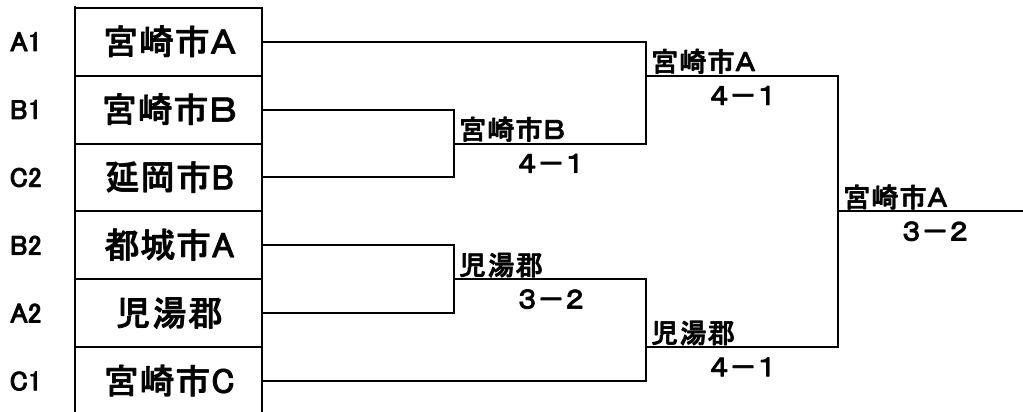 A1 宮崎市A
B1 宮崎市B
C2 延岡市B
B2 都城市A
A2 児湯郡
C1 宮崎市C
宮崎市B
4－1
児湯郡
3－2
宮崎市A
4－1
児湯郡
4－1
宮崎市A
3－2